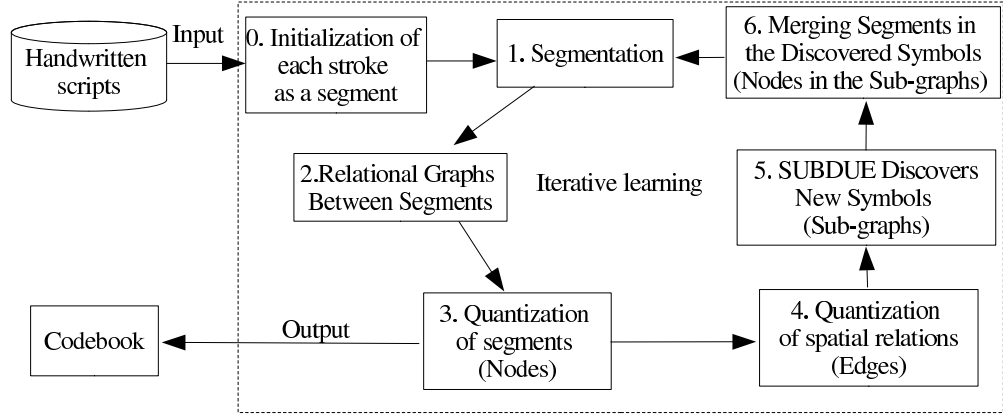 Handwritten
scripts
Input
0. Initialization of
each stroke
as a segment
1. Segmentation
6. Merging Segments in
the Discovered Symbols
(Nodes in the Sub-graphs)
2.Relational Graphs
Between Segments
Iterative learning
5. SUBDUE Discovers
New Symbols
(Sub-graphs)
Codebook
Output
3. Quantization
of segments
(Nodes)
4. Quantization
of spatial relations
(Edges)